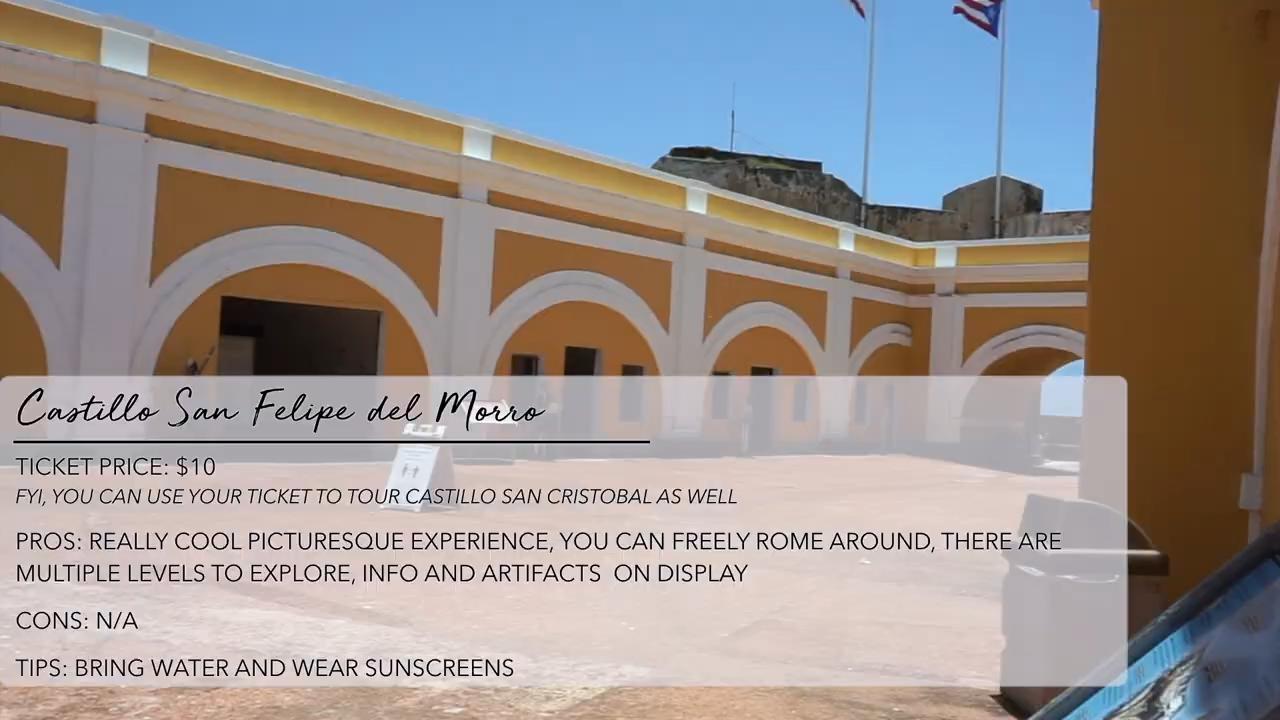 Castillo San Felipe del Morro
TICKET PRICE: $10
FYI, YOU CAN USE YOUR TICKET TO TOUR CASTILLO SAN CRISTOBAL AS WELL
PROS: REALLY COOL PICTURESQUE EXPERIENCE, YOU CAN FREELY ROME AROUND, THERE ARE
MULTIPLE LEVELS TO EXPLORE, INFO AND ARTIFACTS ON DISPLAY
CONS: N/A
TIPS: BRING WATER AND WEAR SUNSCREENS